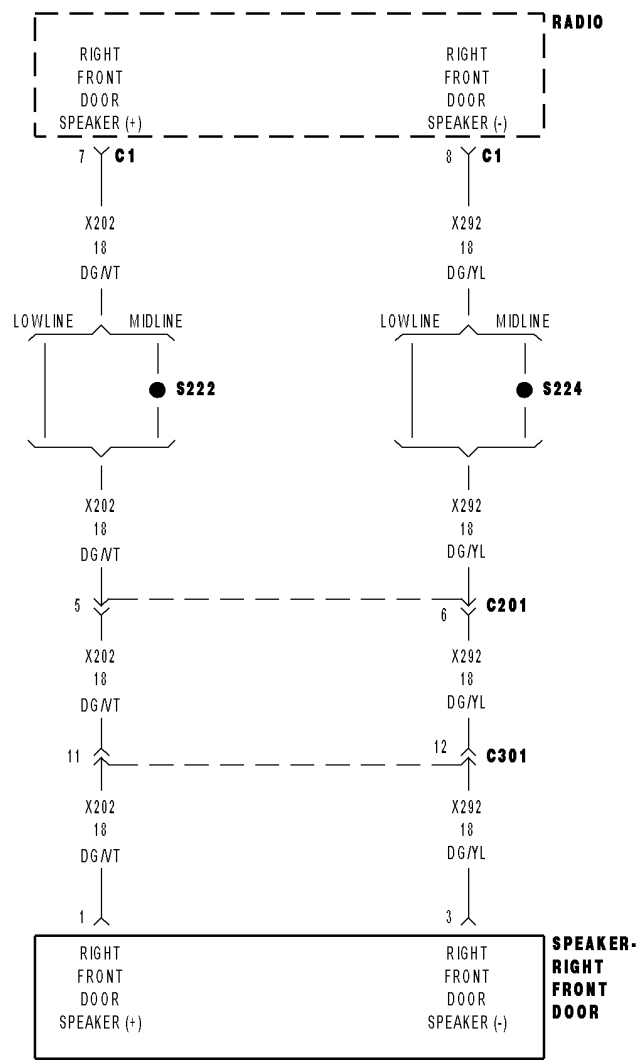 RADIO
RIGHT FRONT DOOR SPEAKER (+)
RIGHT FRONT DOOR SPEAKER (-)
7 C1
8 C1
X202
18
DG/VT
X292
18
DG/YL
LOWLINE MIDLINE
LOWLINE MIDLINE
S222
S224
X202
18
DG/VT
X292
18
DG/YL
5
6
C201
X202
18
DG/VT
X292
18
DG/YL
11
12
C301
X202
18
DG/VT
X292
18
DG/YL
1
3
RIGHT
FRONT
DOOR
SPEAKER (+)
RIGHT
FRONT
DOOR
SPEAKER (-)
SPEAKER-
RIGHT
FRONT
DOOR